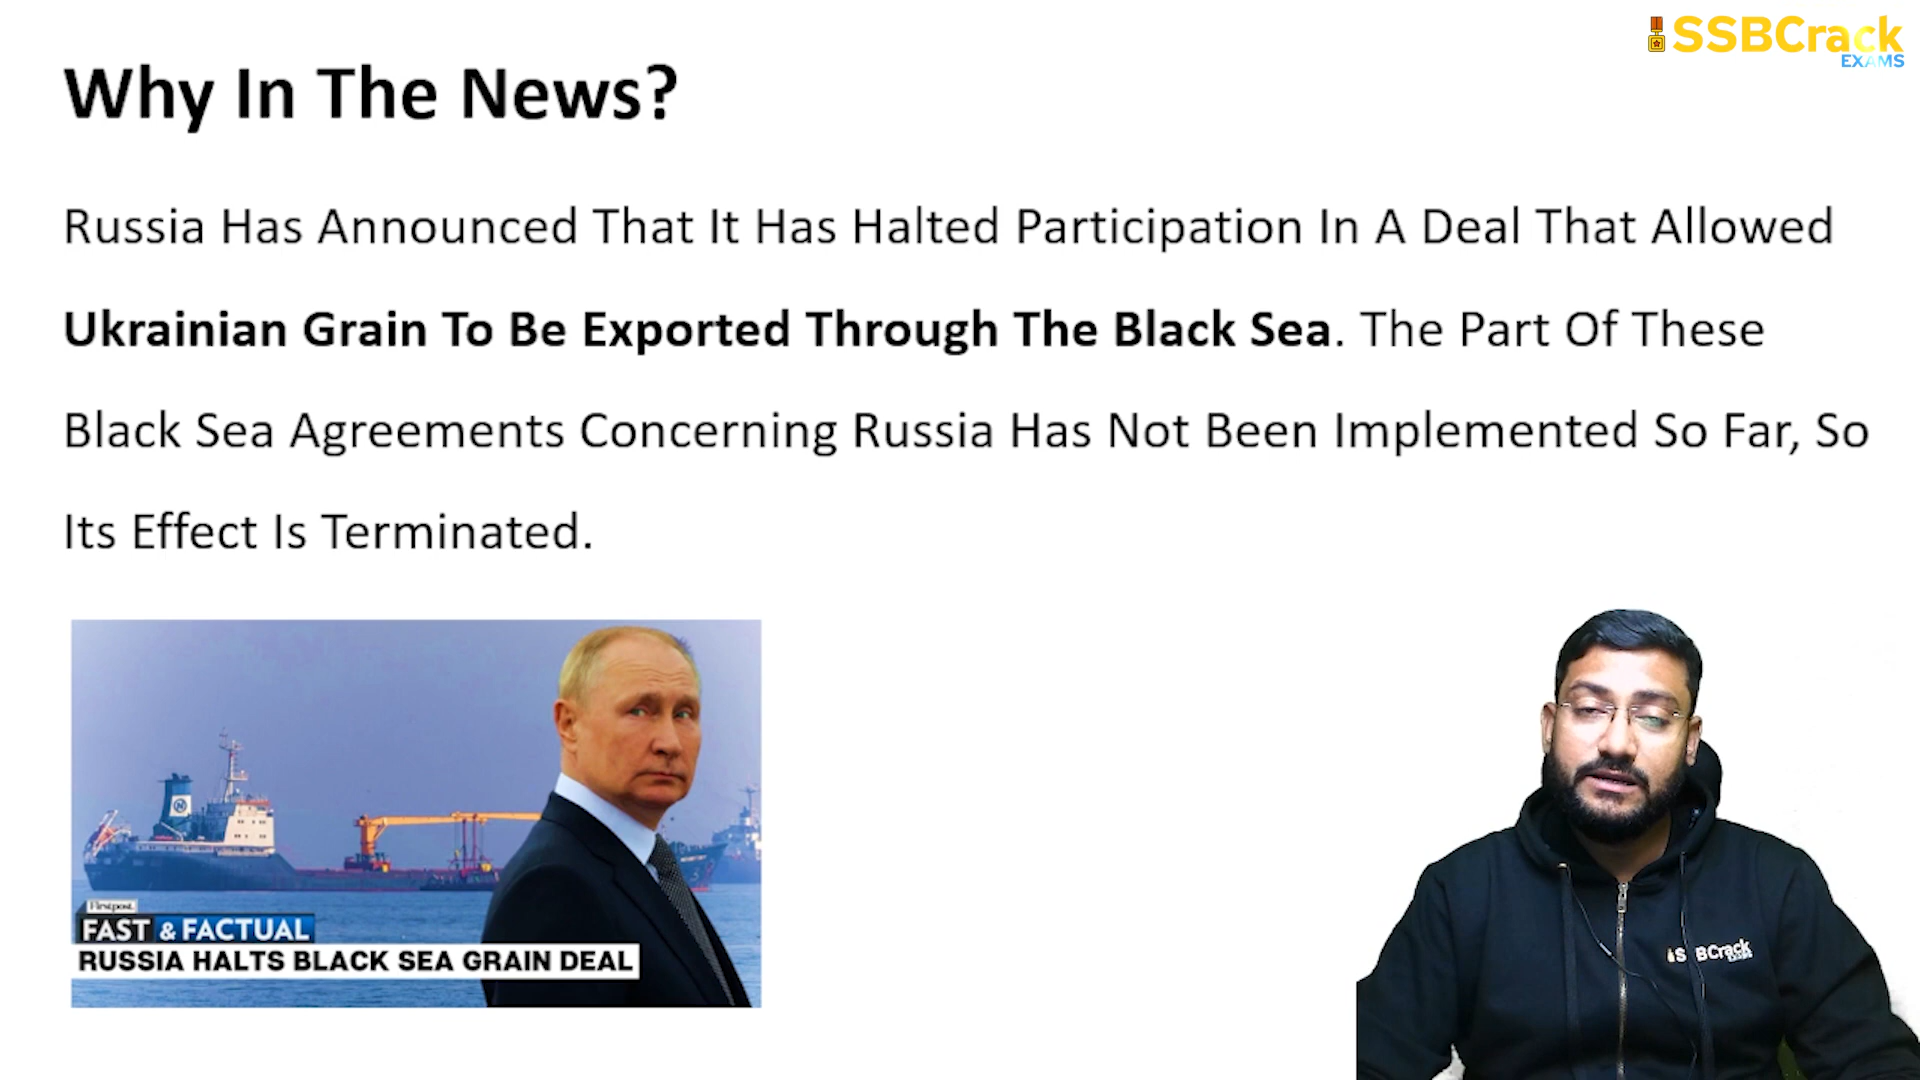 SSBCrack
EXAMS
Why In The News?
Russia Has Announced That It Has Halted Participation In A Deal That Allowed
Ukrainian Grain To Be Exported Through The Black Sea. The Part Of These
Black Sea Agreements Concerning Russia Has Not Been Implemented So Far, So
Its Effect Is Terminated.
Firstpost.
FAST & FACTUAL
RUSSIA HALTS BLACK SEA GRAIN DEAL
SSBCrack
EXAMS